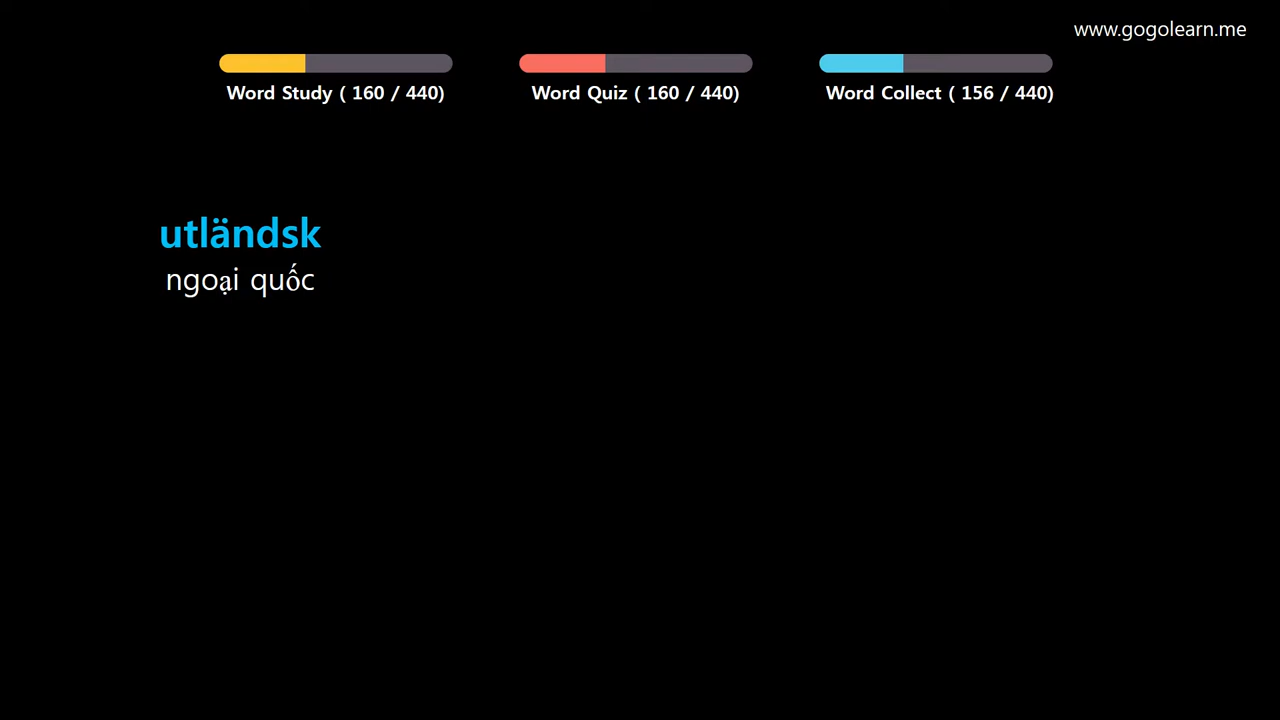 www.gogolearn.me
Word Study ( 160 / 440)
Word Quiz ( 160 / 440)
Word Collect ( 156 / 440)
utländsk
ngoại quốc